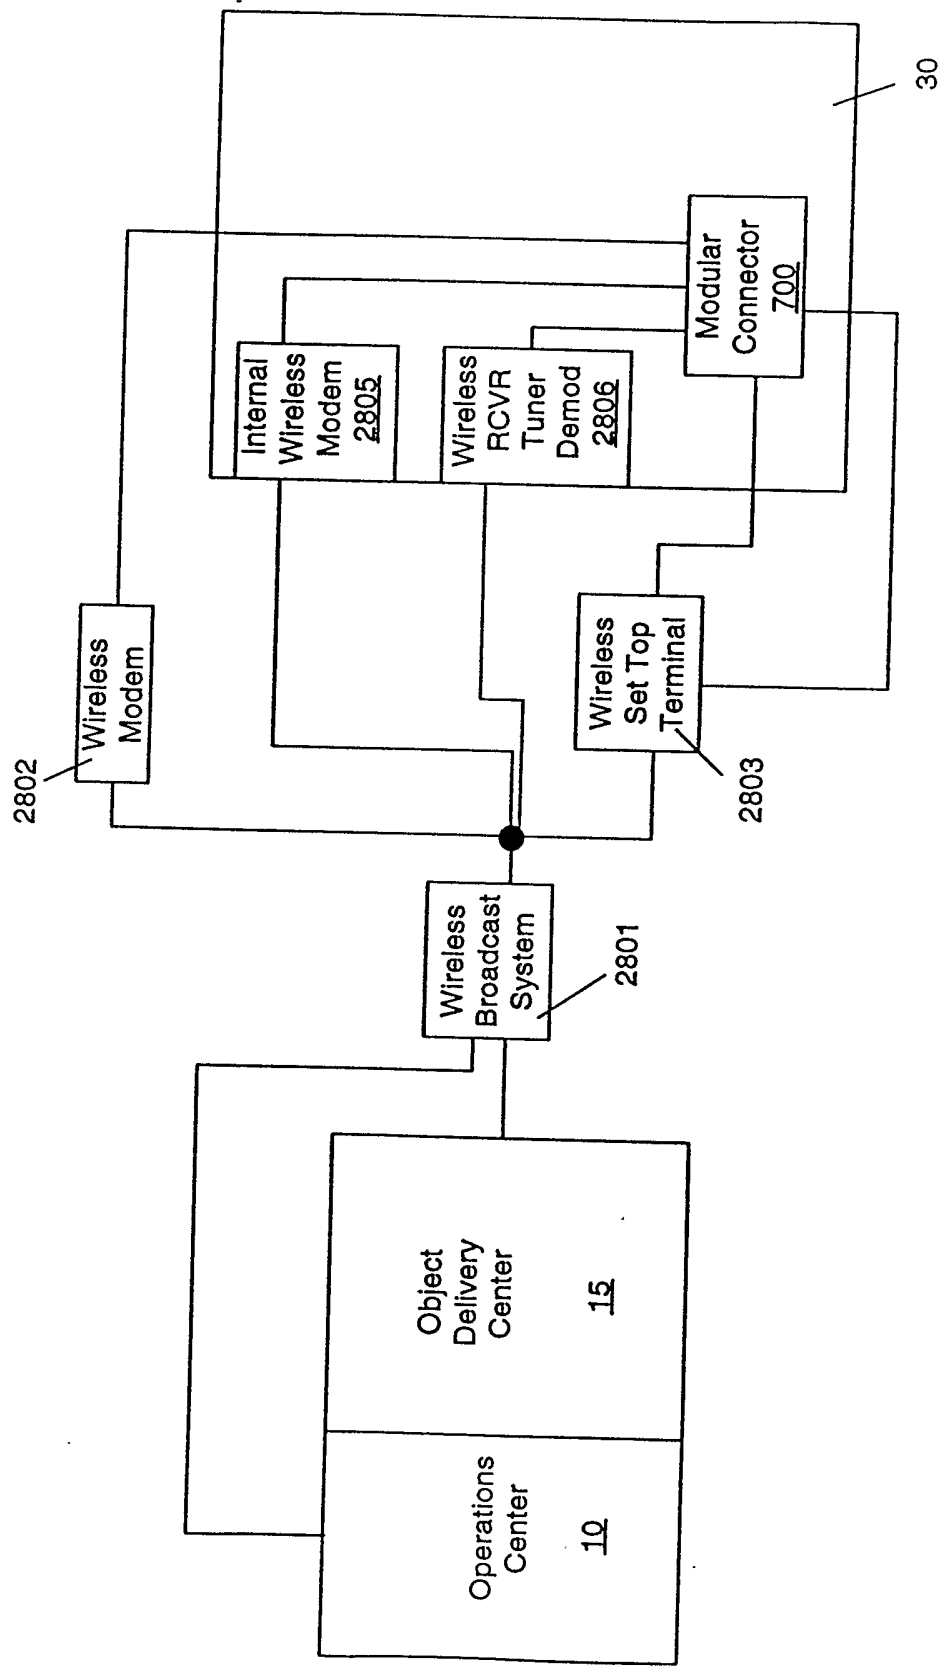 Operations
Center
10
Object
Delivery
Center
15
Wireless
Broadcast
System
2801
2802
Wireless
Modem
Wireless
Set Top
Terminal
2803
Internal
Wireless
Modem
2805
Wireless
RCVR
Tuner
Demod
2806
Modular
Connector
700
30